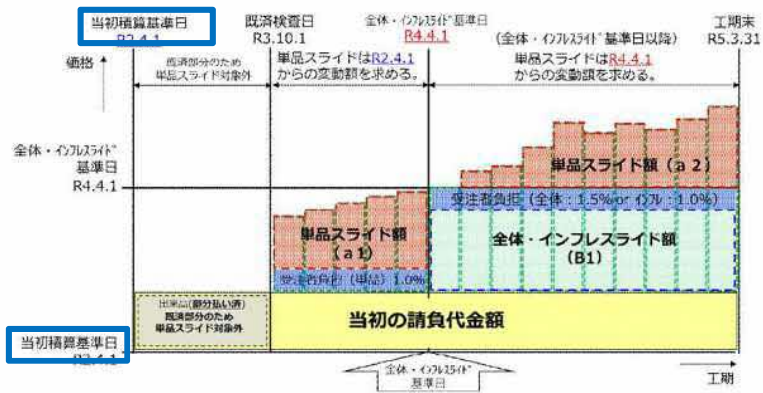 当初積算基準日
R2.4.1
既済検査日
R3.10.1
全体・インフレスライド基準日
R4.4.1
(全体・インフレスライド基準日以降)
工期末
R5.3.31
価格
既済部分のため
単品スライド対象外
単品スライドはR2.4.1
からの変動額を求める。
単品スライドはR4.4.1
からの変動額を求める。
全体・インフレスライド
基準日
R4.4.1
単品スライド額(a2)
受注者負担(全体:1.5% or インフレ:1.0%)
単品スライド額
(a1)
全体・インフレスライド額
(B1)
受注者負担(単品)1.0%
出来高(部分払い済)
既済部分のため
単品スライド対象外
当初の請負代金額
当初積算基準日
R2.4.1
全体・インフレスライド
基準日
工期